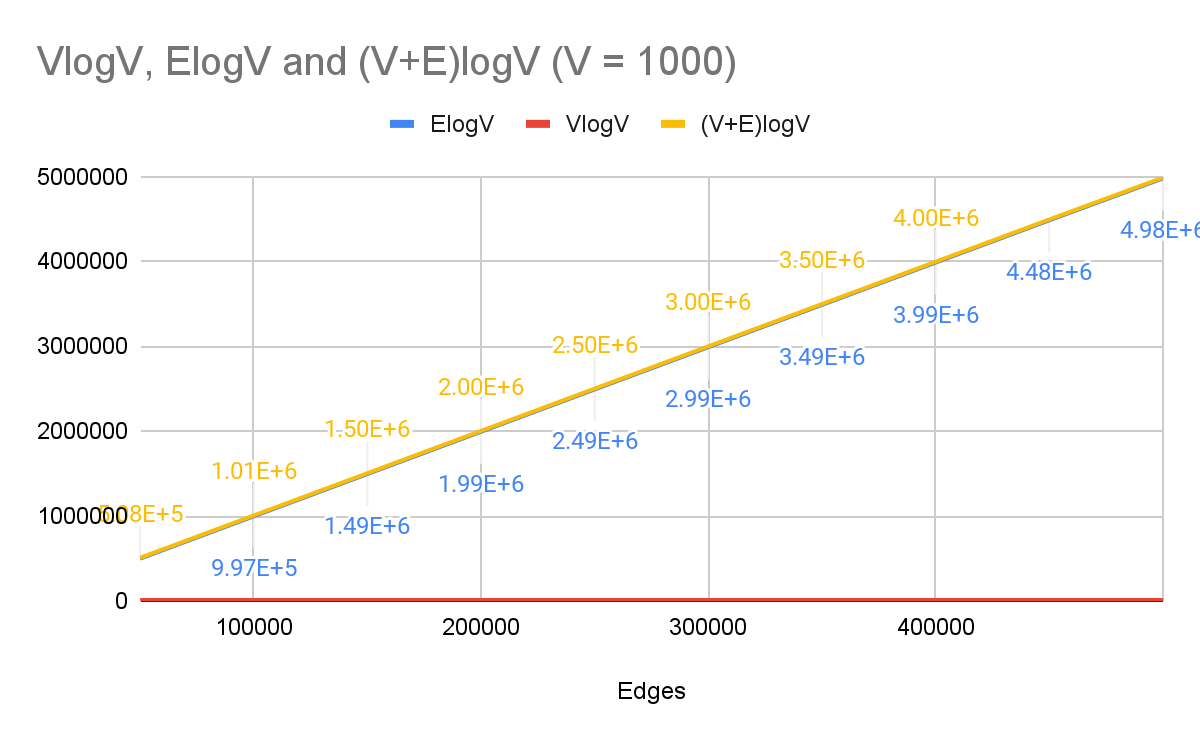 VlogV, ElogV and (V+E)logV (V = 1000)
ElogV VlogV (V+E)logV
5000000
4.98E+6
4.00E+6
4000000
3.50E+6
4.48E+6
3.00E+6
3.99E+6
3000000
2.50E+6
3.49E+6
2.00E+6
2.99E+6
2000000
1.50E+6
2.49E+6
1.01E+6
1.99E+6
1000000
1.49E+6
9.97E+5
0
100000 200000 300000 400000
Edges